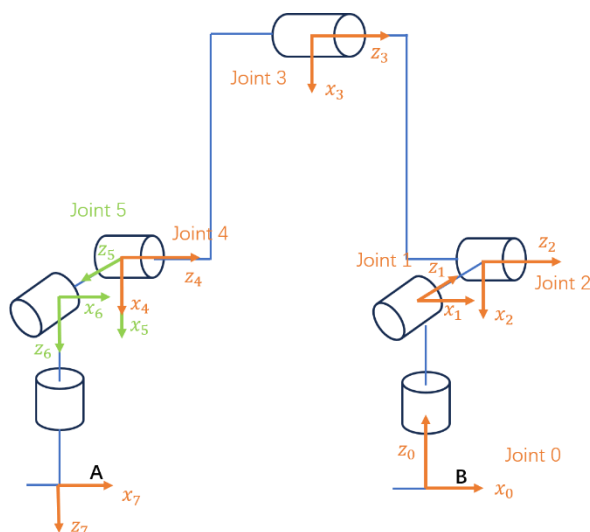 z₃
Joint 3
x₃
Joint 5
z₅
Joint 4
z₄
x₄
x₅
x₆
z₆
Joint 1
z₁
z₂
Joint 2
x₁
x₂
A
x₇
z₇
z₀
B
Joint 0
x₀